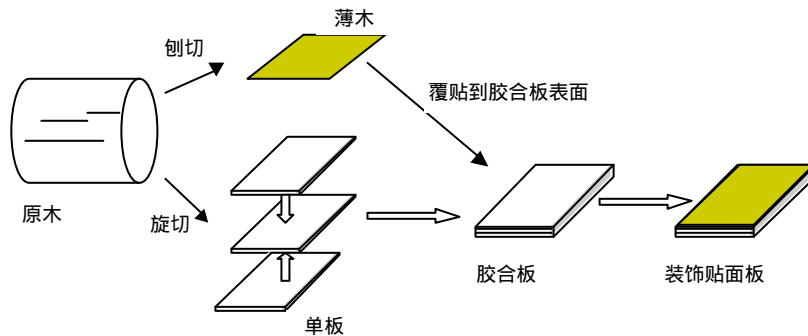 薄木
刨切
覆贴到胶合板表面
原木
旋切
单板
胶合板
装饰贴面板